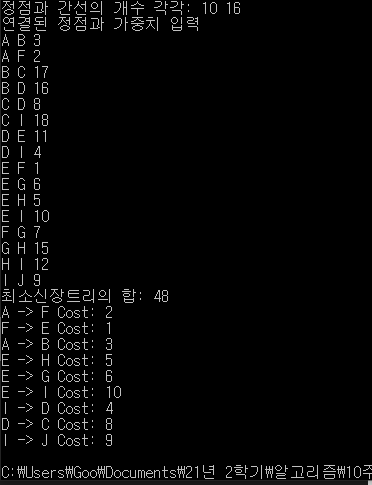 정점과 간선의 개수 각각: 10 16
연결된 정점과 가중치 입력
A B 3
A F 2
B C 17
B D 16
C D 8
C I 18
D E 11
D I 4
E F 1
E G 6
E H 5
E I 10
F G 7
G H 15
H I 12
I J 9
최소신장트리의 합: 48
A -> F Cost: 2
F -> E Cost: 1
A -> B Cost: 3
E -> H Cost: 5
E -> G Cost: 6
E -> I Cost: 10
I -> D Cost: 4
D -> C Cost: 8
I -> J Cost: 9
C:₩Users₩Goo₩Documents₩21년 2학기₩알고리즘₩10주